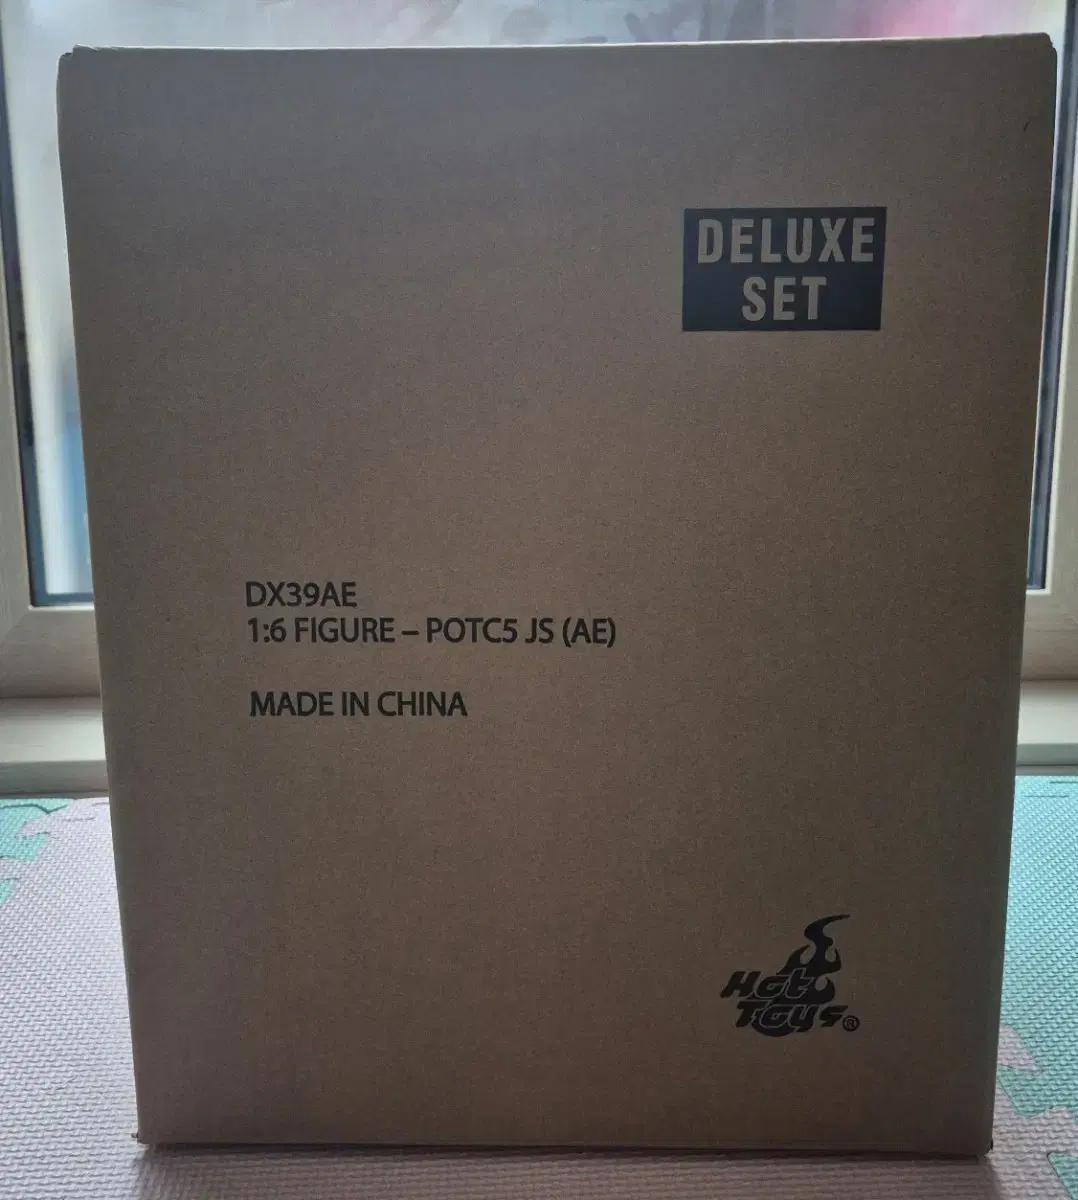 DELUXE
SET
DX39AE
1:6 FIGURE – POTC5 JS (AE)
MADE IN CHINA
Hot
Toys®